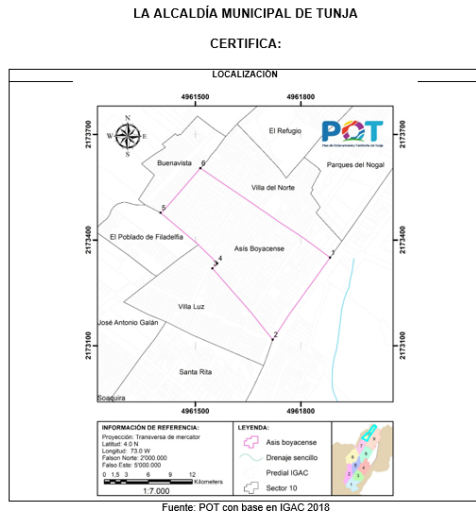 LA ALCALDÍA MUNICIPAL DE TUNJA
CERTIFICA:
LOCALIZACIÓN
4961500 4961800
2173700
2173700
N
W E
S
El Refugio
POT
Parques del Nogal
Buenavista
6
Villa del Norte
5
El Poblado de Filadelfia
2173400
2173400
Asís Boyacense
1
4
3
Villa Luz
José Antonio Galán
2
2173100
2173100
Santa Rita
Soaquira
4961500 4961800
INFORMACIÓN DE REFERENCIA:
Proyección: Transversa de mercator
Latitud: 4.0 N
Longitud: 73.0 W
Falson Norte: 2'000.000
Falso Este: 5'000.000
0 1,5 3 6 9 12
Kilometers
1:7.000
LEYENDA:
Asis boyacense
Drenaje sencillo
Predial IGAC
Sector 10
Fuente: POT con base en IGAC 2018